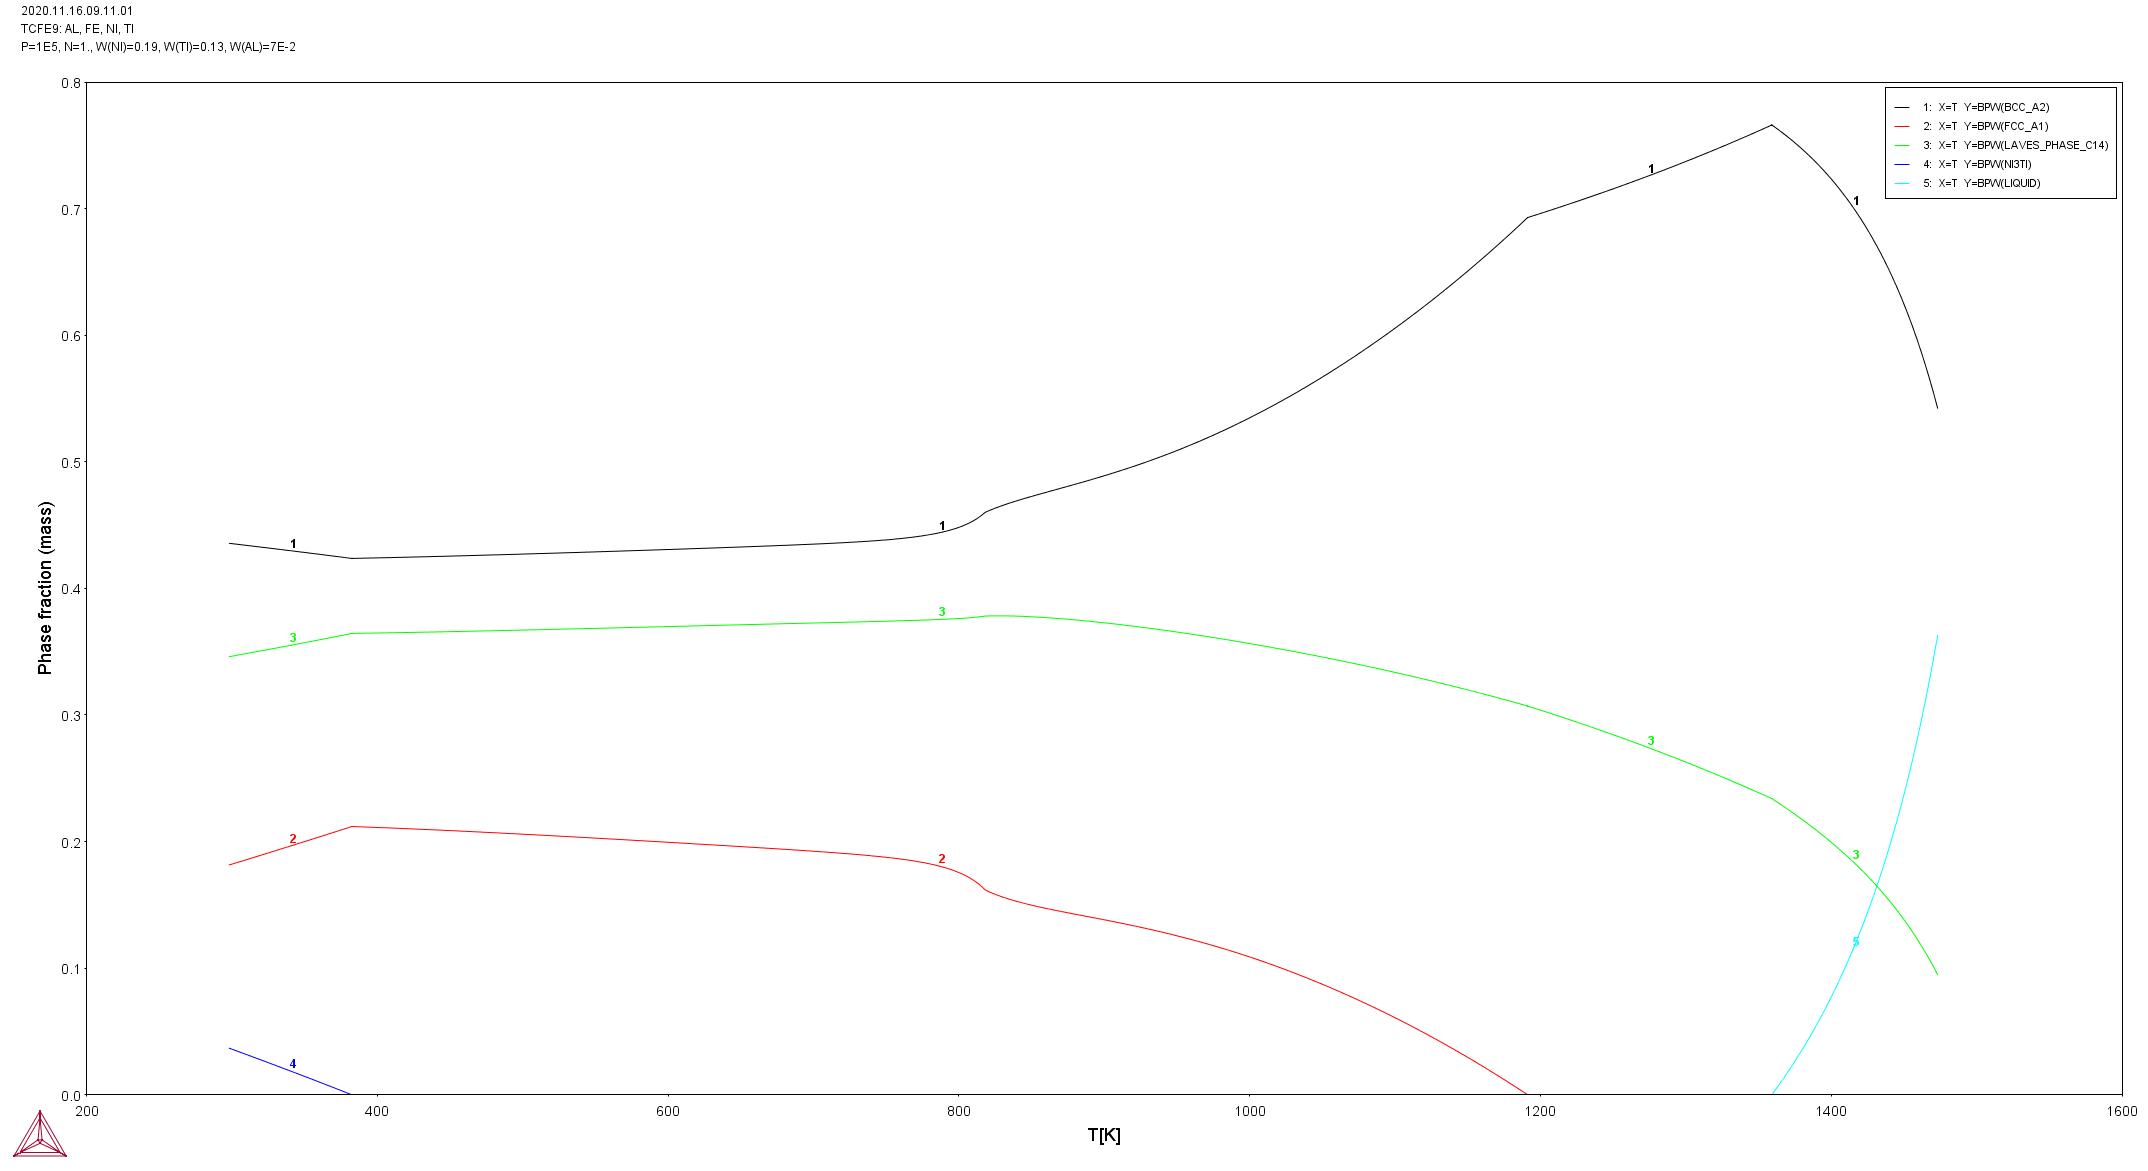 2020.11.16.09.11.01
TCFE9: AL, FE, NI, TI
P=1E5, N=1., W(NI)=0.19, W(TI)=0.13, W(AL)=7E-2
0.8
0.7
0.6
0.5
0.4
0.3
0.2
0.1
0.0
Phase fraction (mass)
1: X=T Y=BPW(BCC_A2)
2: X=T Y=BPW(FCC_A1)
3: X=T Y=BPW(LAVES_PHASE_C14)
4: X=T Y=BPW(NI3TI)
5: X=T Y=BPW(LIQUID)
1
1
1
1
3
3
3
3
2
2
4
5
200 400 600 800 1000 1200 1400 1600
T[K]